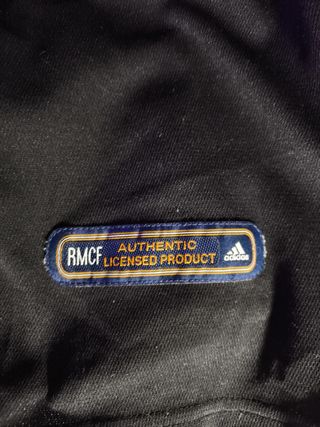 RMCF
AUTHENTIC
LICENSED PRODUCT
adidas